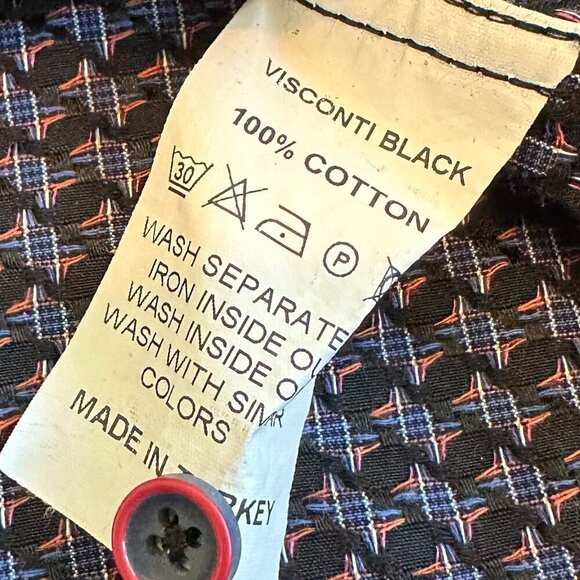 VISCONTI BLACK
100% COTTON
30 P
WASH SEPARATE
IRON INSIDE
WASH INSIDE
WASH WITH
COLORS
MADE IN